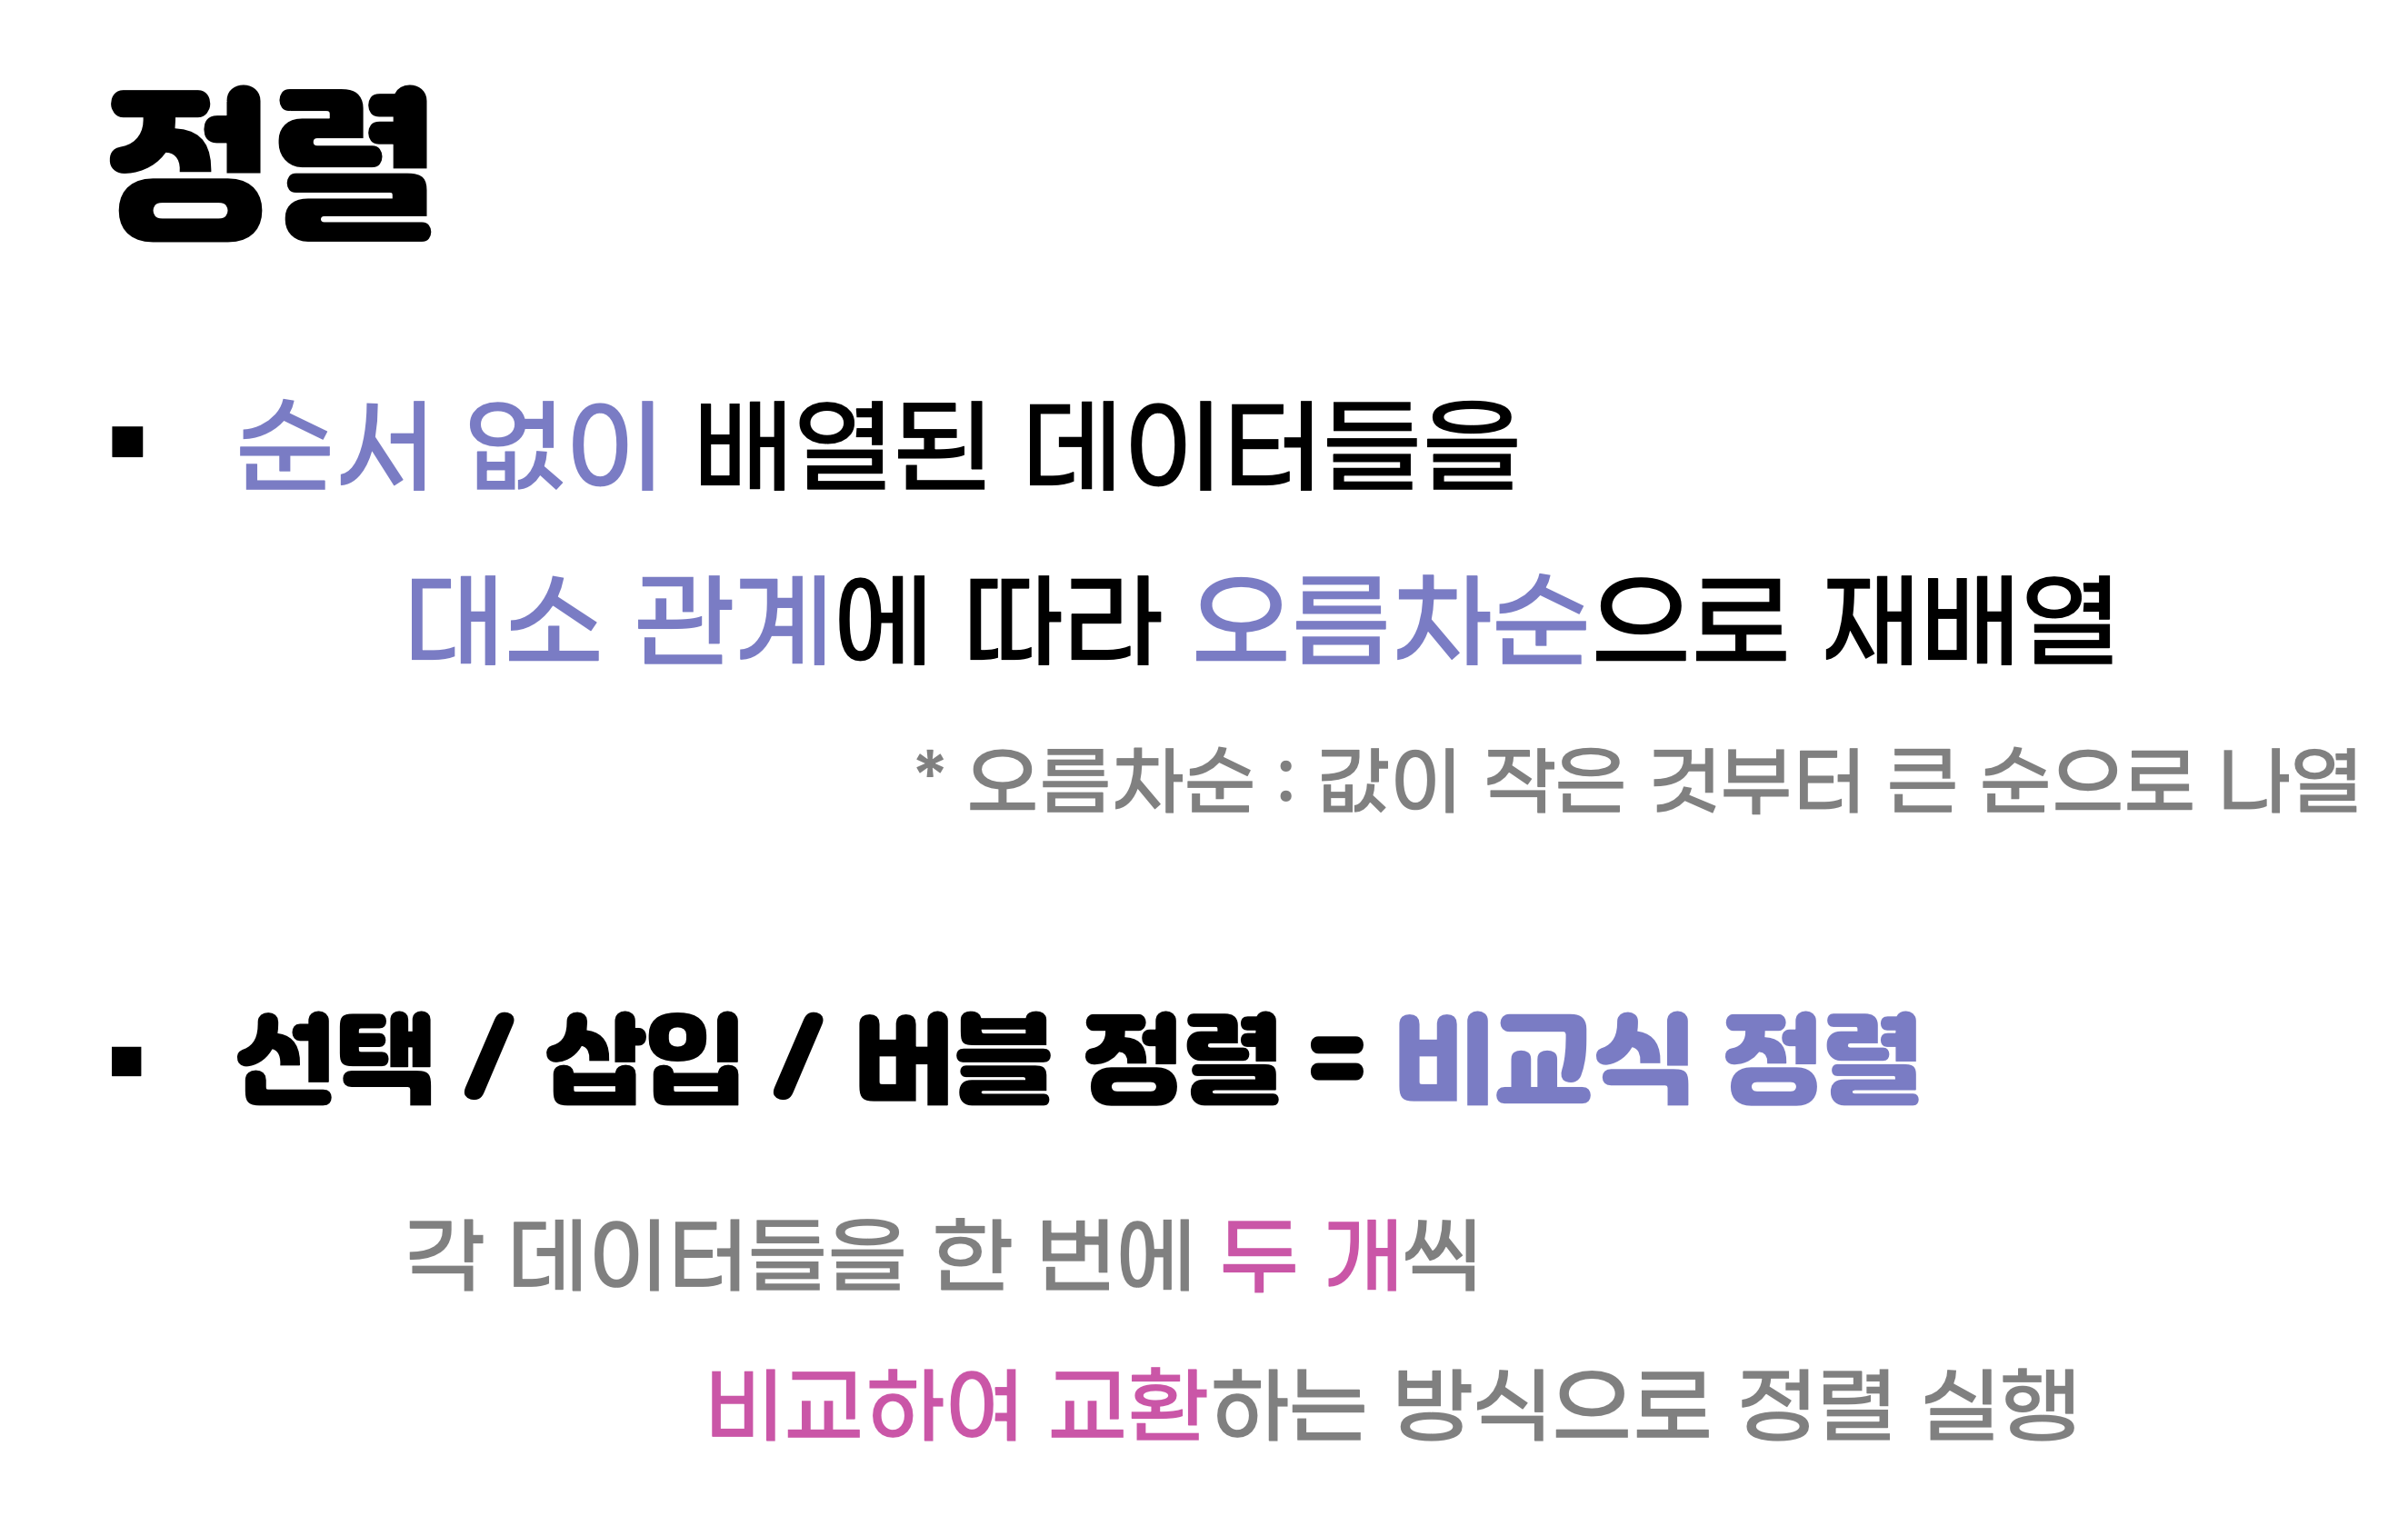 정렬
▪ 순서 없이 배열된 데이터들을
대소 관계에 따라 오름차순으로 재배열
* 오름차순 : 값이 작은 것부터 큰 순으로 나열
▪ 선택 / 삽입 / 버블 정렬 = 비교식 정렬
각 데이터들을 한 번에 두 개씩
비교하여 교환하는 방식으로 정렬 실행